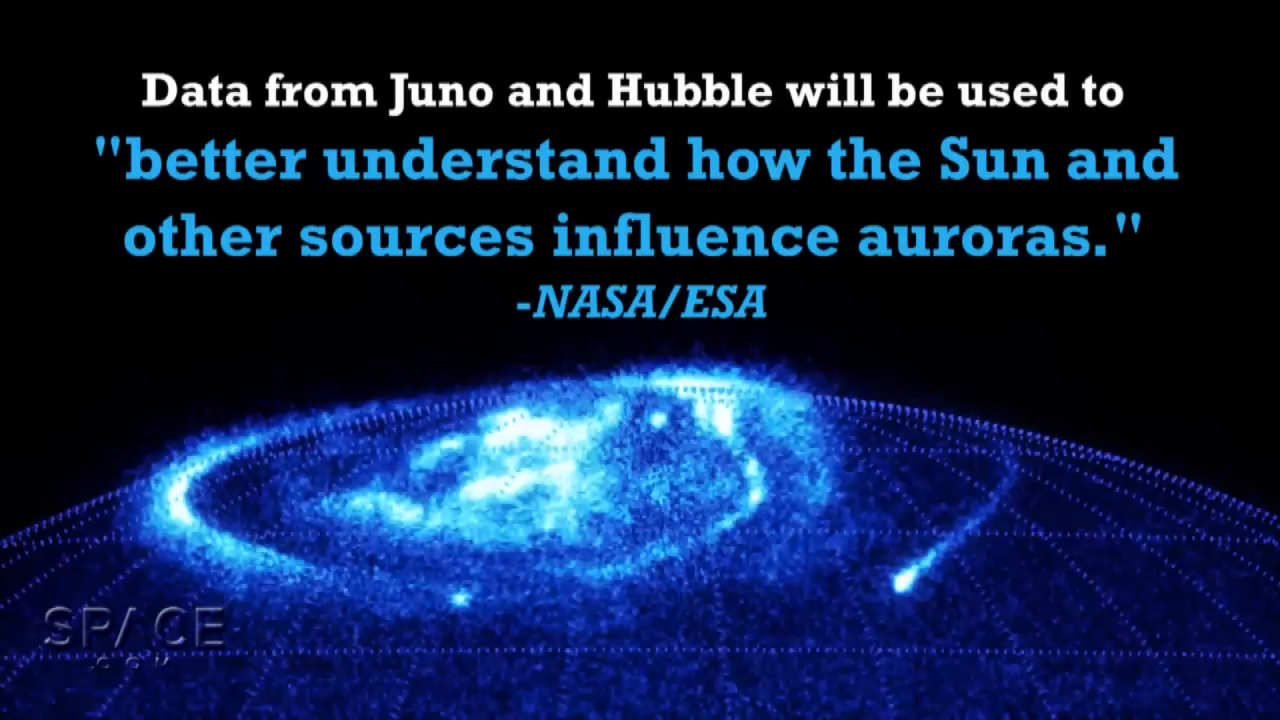 Data from Juno and Hubble will be used to
"better understand how the Sun and
other sources influence auroras."
-NASA/ESA
SPACE
.COM